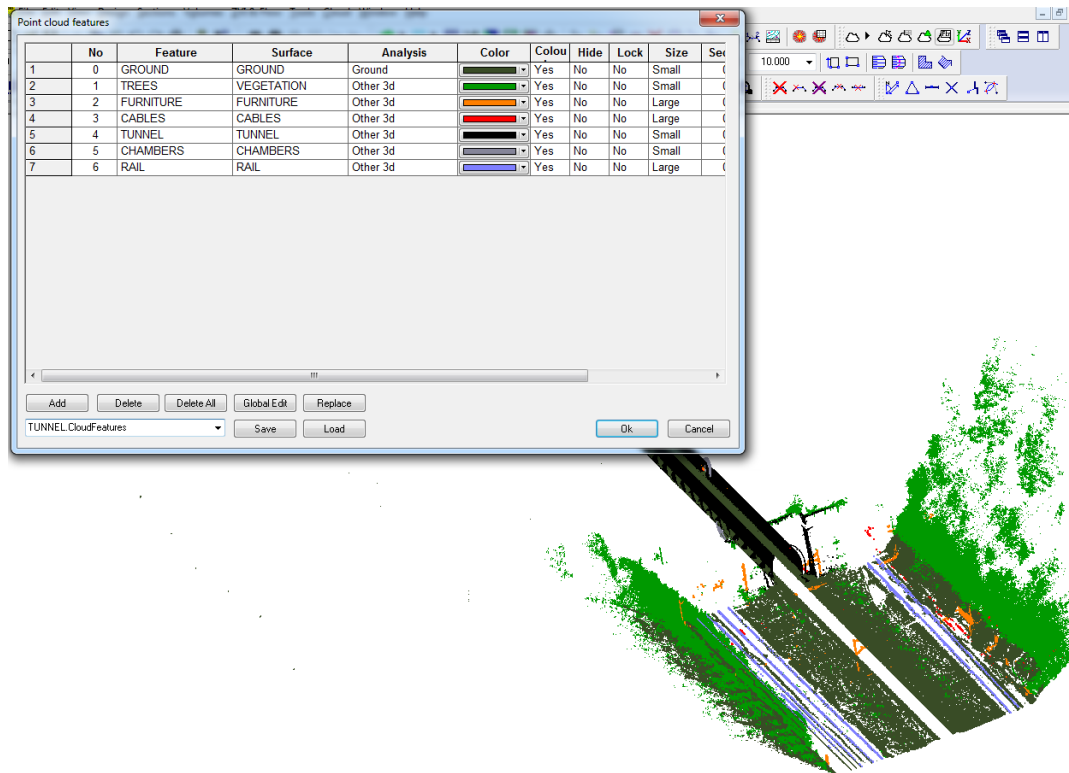 Point cloud features
No Feature Surface Analysis Color Colou Hide Lock Size Sec
1 0 GROUND GROUND Ground Yes No No Small
2 1 TREES VEGETATION Other 3d Yes No No Small
3 2 FURNITURE FURNITURE Other 3d Yes No No Large
4 3 CABLES CABLES Other 3d Yes No No Large
5 4 TUNNEL TUNNEL Other 3d Yes No No Small
6 5 CHAMBERS CHAMBERS Other 3d Yes No No Small
7 6 RAIL RAIL Other 3d Yes No No Large
Add Delete Delete All Global Edit Replace
TUNNEL.CloudFeatures Save Load Ok Cancel
10.000